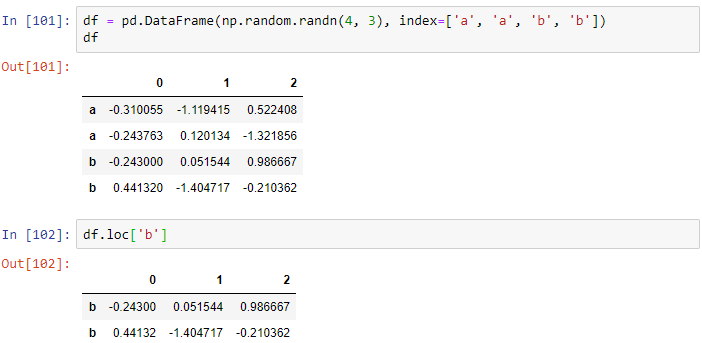 In [101]: df = pd.DataFrame(np.random.randn(4, 3), index=['a', 'a', 'b', 'b'])
df
Out[101]:
0 1 2
a -0.310055 -1.119415 0.522408
a -0.243763 0.120134 -1.321856
b -0.243000 0.051544 0.986667
b 0.441320 -1.404717 -0.210362
In [102]: df.loc['b']
Out[102]:
0 1 2
b -0.24300 0.051544 0.986667
b 0.44132 -1.404717 -0.210362